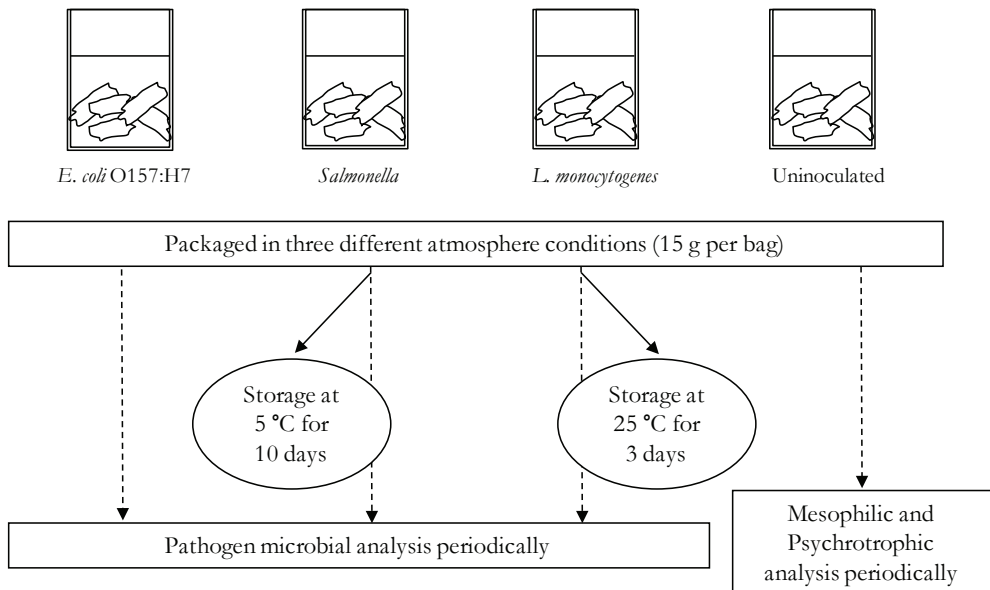 E. coli O157:H7
Salmonella
L. monocytogenes
Uninoculated
Packaged in three different atmosphere conditions (15 g per bag)
Storage at
5 °C for
10 days
Storage at
25 °C for
3 days
Pathogen microbial analysis periodically
Mesophilic and
Psychrotrophic
analysis periodically